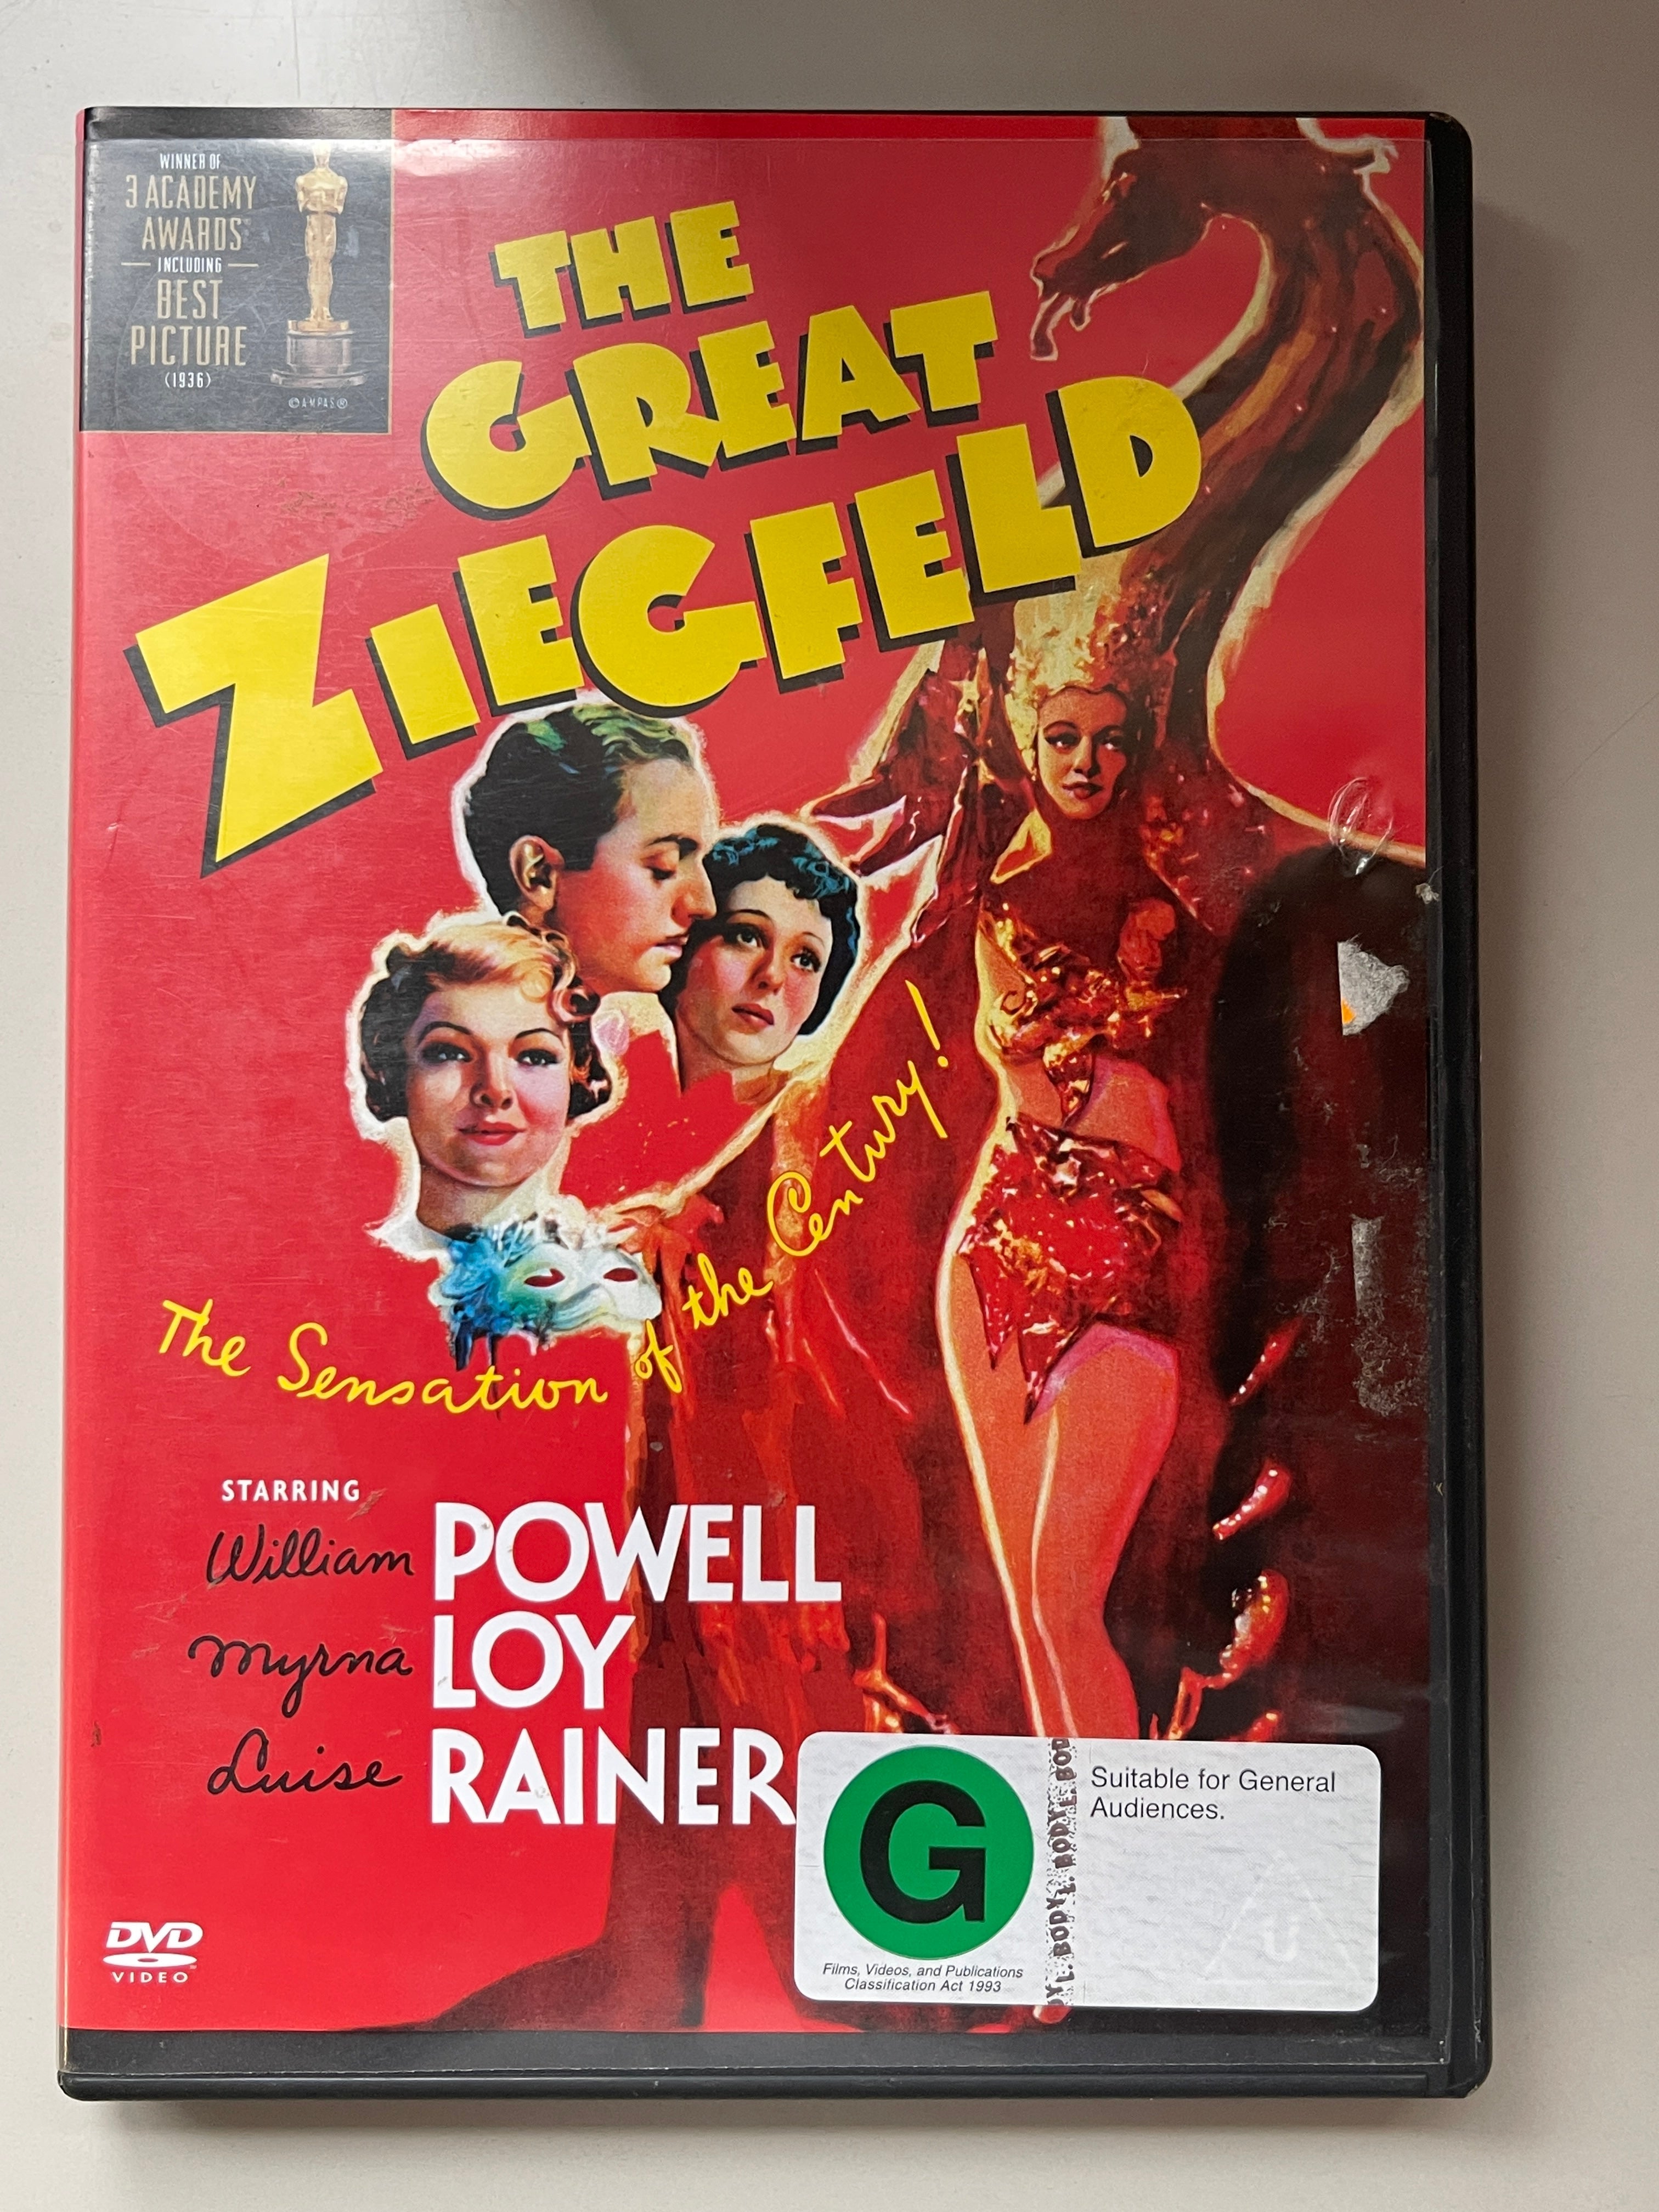 WINNER OF
3 ACADEMY
AWARDS®
INCLUDING
BEST
PICTURE
(1936)
©A.M.P.A.S.®
THE
GREAT
ZIEGFELD
The Sensation of the Century!
STARRING
William POWELL
Myrna LOY
Luise RAINER
DVD
VIDEO
G
Films, Videos, and Publications
Classification Act 1993
Suitable for General
Audiences.
U